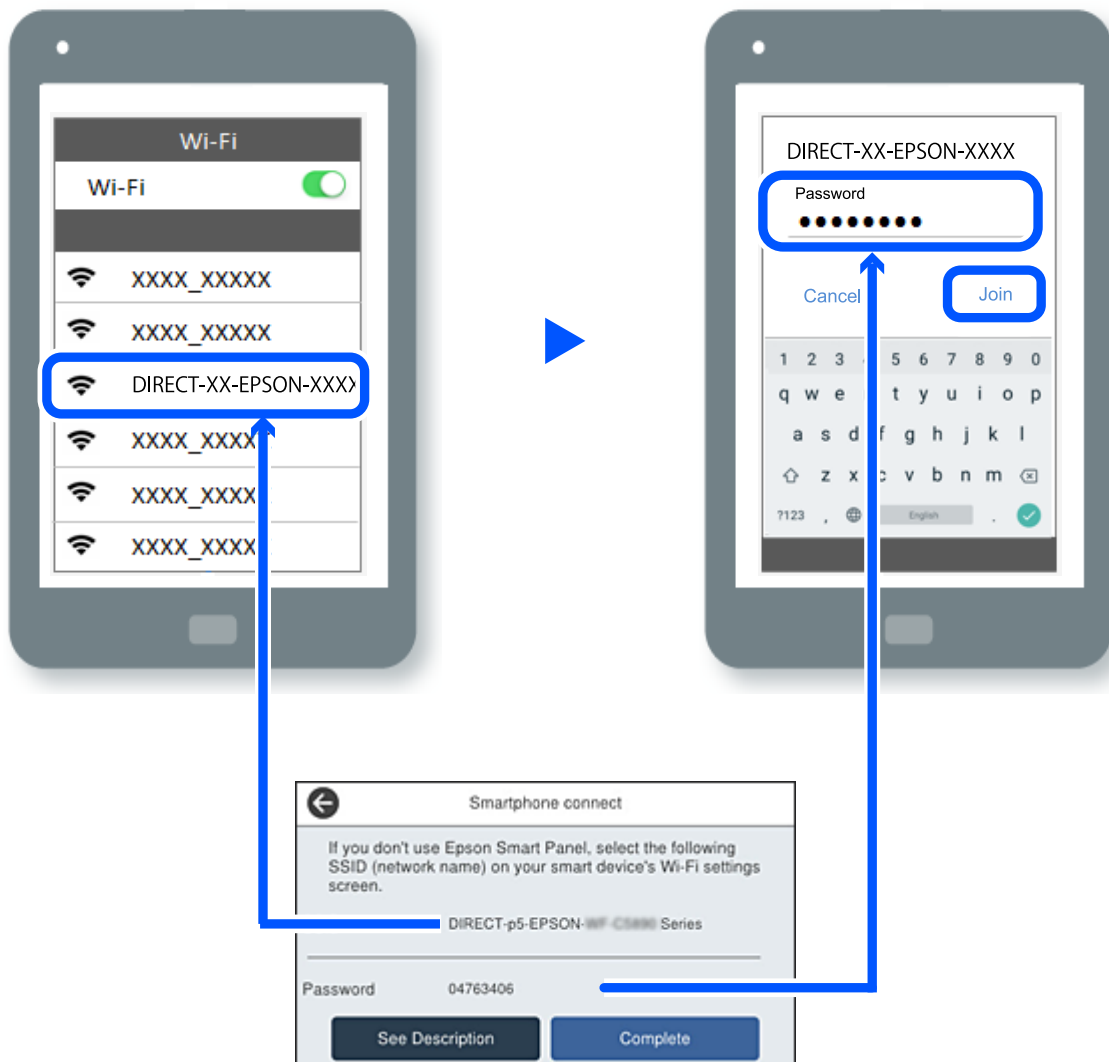 Wi-Fi
Wi-Fi
XXXX_XXXXX
XXXX_XXXXX
DIRECT-XX-EPSON-XXXX
XXXX_XXXX
XXXX_XXXX
XXXX_XXXX
DIRECT-XX-EPSON-XXXX
Password
●●●●●●●●
Cancel Join
1 2 3 5 6 7 8 9 0
q w e t y u i o p
a s d f g h j k l
z x c v b n m
?123 , English .
Smartphone connect
If you don't use Epson Smart Panel, select the following
SSID (network name) on your smart device's Wi-Fi settings
screen.
DIRECT-p5-EPSON- Series
Password 04763406
See Description Complete